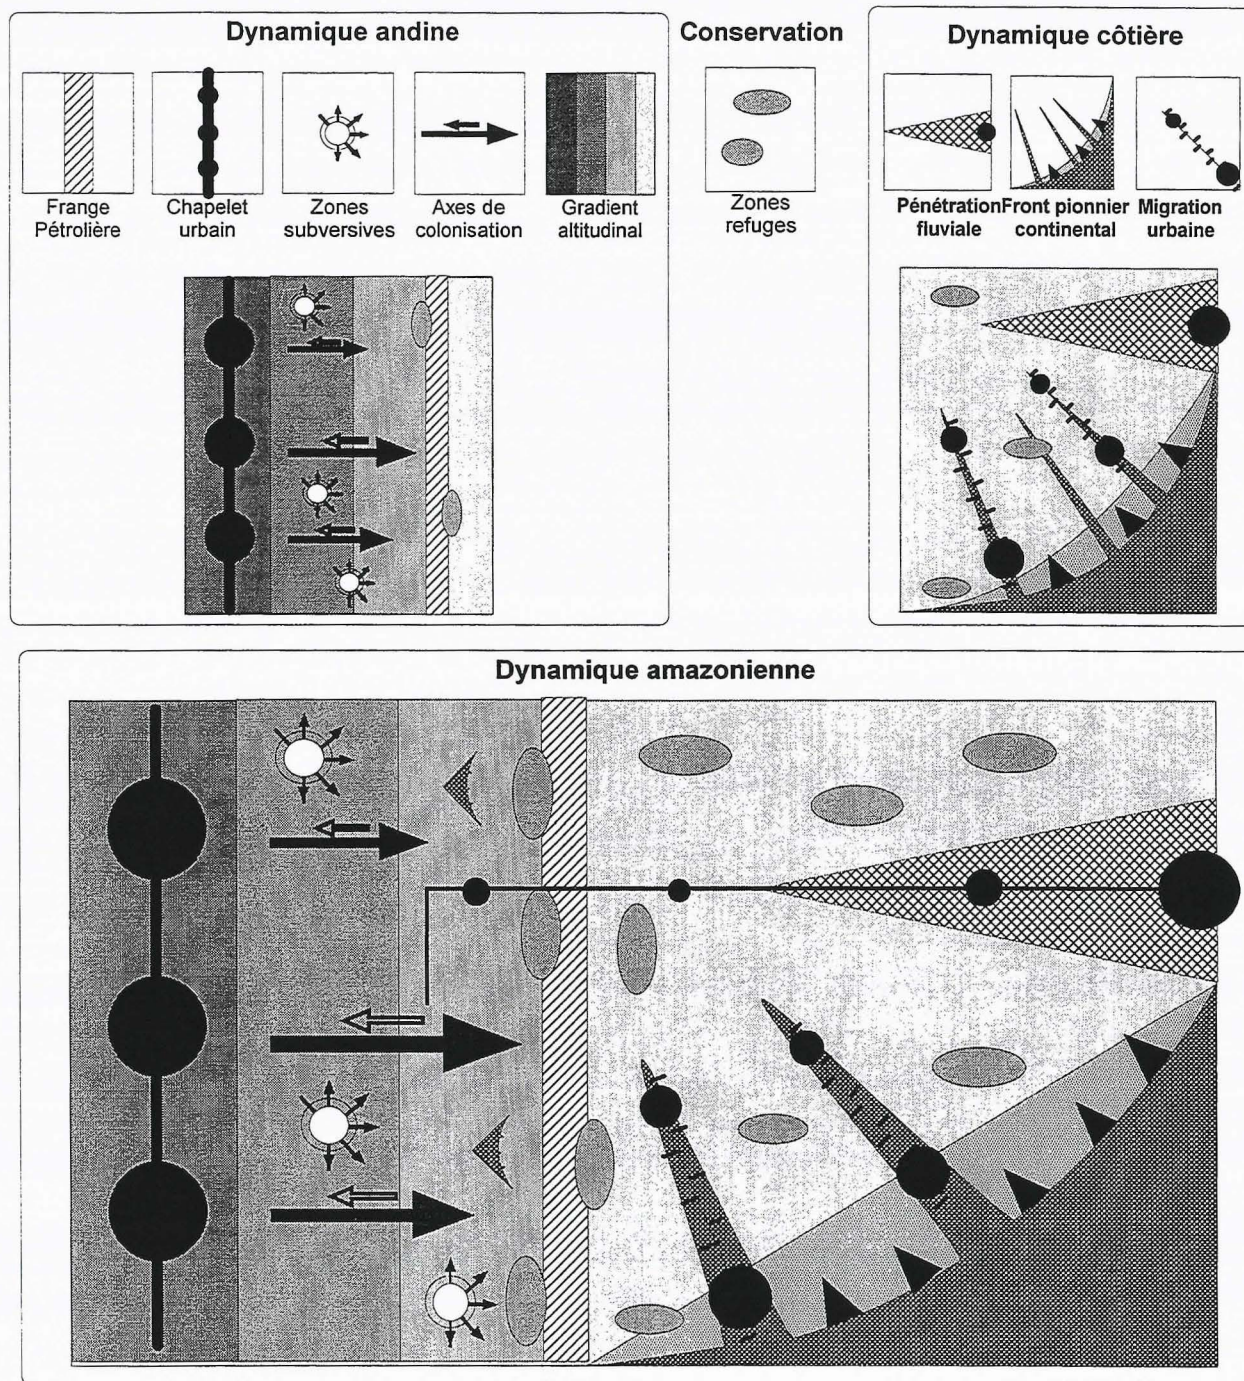 Dynamique andine
Frange
Pétrolière
Chapelet
urbain
Zones
subversives
Axes de
colonisation
Gradient
altitudinal
Conservation
Zones
refuges
Dynamique côtière
Pénétration
fluviale
Front pionnier
continental
Migration
urbaine
Dynamique amazonienne